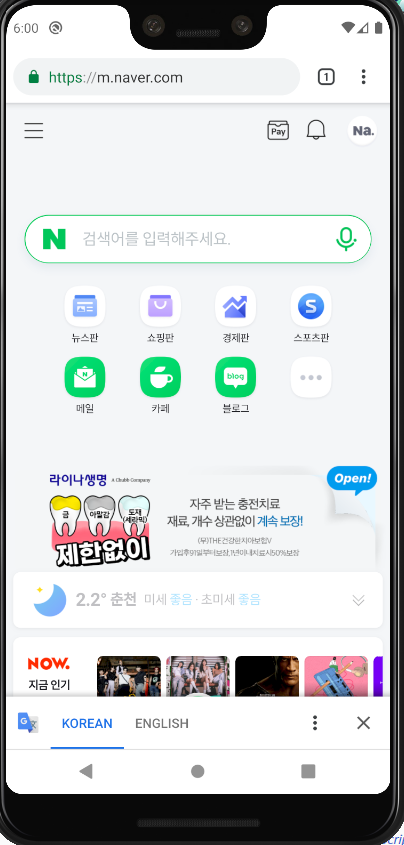 6:00
https://m.naver.com
1
Pay
Na.
N
검색어를 입력해주세요.
뉴스판
쇼핑판
경제판
S
스포츠판
N
blog
메일
카페
블로그
라이나생명
A Chubb Company
Open!
금
아말감
도재
(세라믹)
제한없이
자주 받는 충전치료
재료, 개수 상관없이 계속 보장!
(무)THE건강한치아보험V
가입후91일부터보장,1년이내치료시50%보장
2.2° 춘천 미세 좋음 · 초미세 좋음
NOW.
지금 인기
G 文
KOREAN
ENGLISH